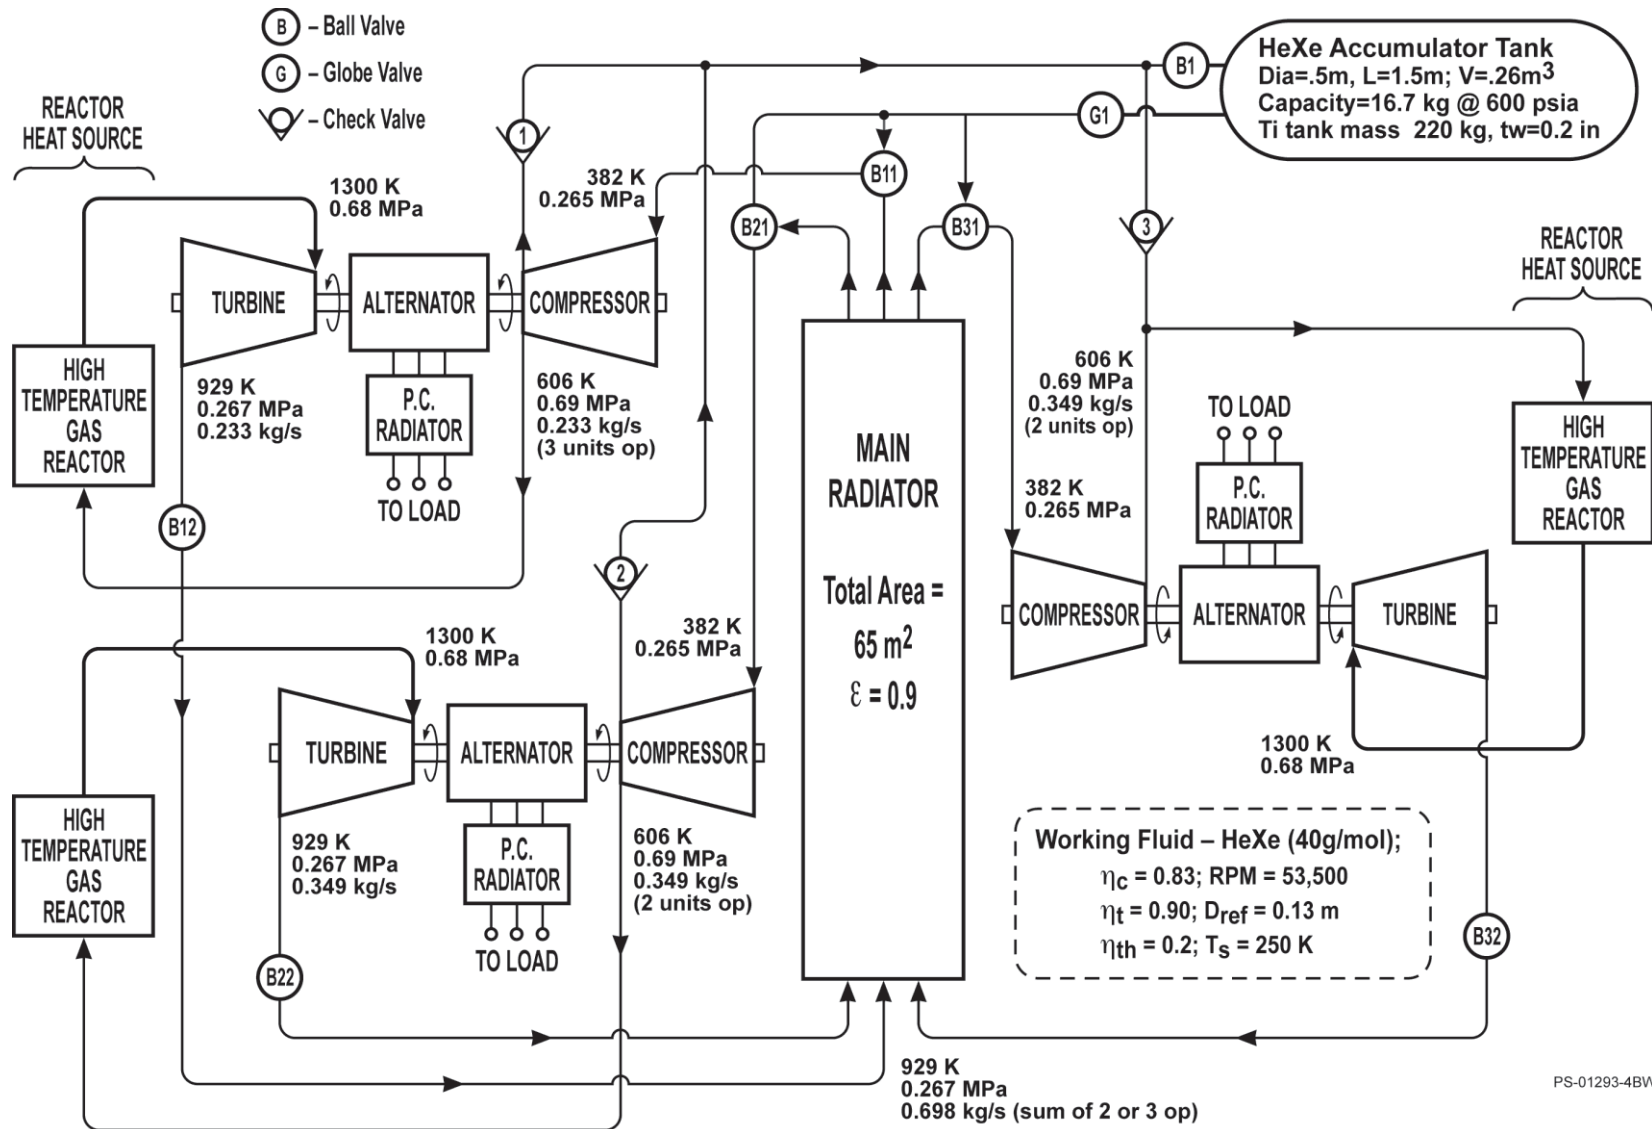 B – Ball Valve
G – Globe Valve
– Check Valve
HeXe Accumulator Tank
Dia=.5m, L=1.5m; V=.26m³
Capacity=16.7 kg @ 600 psia
Ti tank mass 220 kg, tw=0.2 in
B1
G1
REACTOR
HEAT SOURCE
1
1300 K
0.68 MPa
382 K
0.265 MPa
B11
B21
B31
3
REACTOR
HEAT SOURCE
TURBINE
ALTERNATOR
COMPRESSOR
HIGH
TEMPERATURE
GAS
REACTOR
929 K
0.267 MPa
0.233 kg/s
P.C.
RADIATOR
TO LOAD
606 K
0.69 MPa
0.233 kg/s
(3 units op)
B12
2
MAIN
RADIATOR
Total Area =
65 m²
ε = 0.9
606 K
0.69 MPa
0.349 kg/s
(2 units op)
TO LOAD
P.C.
RADIATOR
HIGH
TEMPERATURE
GAS
REACTOR
382 K
0.265 MPa
COMPRESSOR
ALTERNATOR
TURBINE
1300 K
0.68 MPa
1300 K
0.68 MPa
382 K
0.265 MPa
TURBINE
ALTERNATOR
COMPRESSOR
HIGH
TEMPERATURE
GAS
REACTOR
929 K
0.267 MPa
0.349 kg/s
P.C.
RADIATOR
TO LOAD
606 K
0.69 MPa
0.349 kg/s
(2 units op)
B22
Working Fluid – HeXe (40g/mol);
ηc = 0.83; RPM = 53,500
ηt = 0.90; Dref = 0.13 m
ηth = 0.2; Ts = 250 K
B32
929 K
0.267 MPa
0.698 kg/s (sum of 2 or 3 op)
PS-01293-4BW